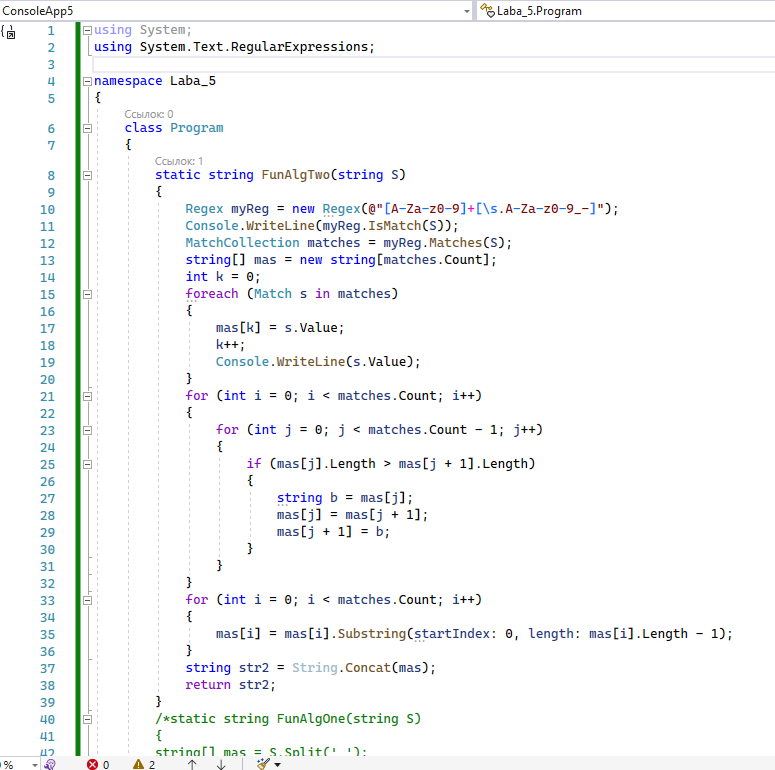 ConsoleApp5 Laba_5.Program
1 using System;
2 using System.Text.RegularExpressions;
3
4 namespace Laba_5
5 {
Ссылок: 0
6 class Program
7 {
Ссылок: 1
8 static string FunAlgTwo(string S)
9 {
10 Regex myReg = new Regex(@"[A-Za-z0-9]+[\s.A-Za-z0-9_-]");
11 Console.WriteLine(myReg.IsMatch(S));
12 MatchCollection matches = myReg.Matches(S);
13 string[] mas = new string[matches.Count];
14 int k = 0;
15 foreach (Match s in matches)
16 {
17 mas[k] = s.Value;
18 k++;
19 Console.WriteLine(s.Value);
20 }
21 for (int i = 0; i < matches.Count; i++)
22 {
23 for (int j = 0; j < matches.Count - 1; j++)
24 {
25 if (mas[j].Length > mas[j + 1].Length)
26 {
27 string b = mas[j];
28 mas[j] = mas[j + 1];
29 mas[j + 1] = b;
30 }
31 }
32 }
33 for (int i = 0; i < matches.Count; i++)
34 {
35 mas[i] = mas[i].Substring(startIndex: 0, length: mas[i].Length - 1);
36 }
37 string str2 = String.Concat(mas);
38 return str2;
39 }
40 /*static string FunAlgOne(string S)
41 {
42 string[] mas = S.Split(' ');
% 0 2